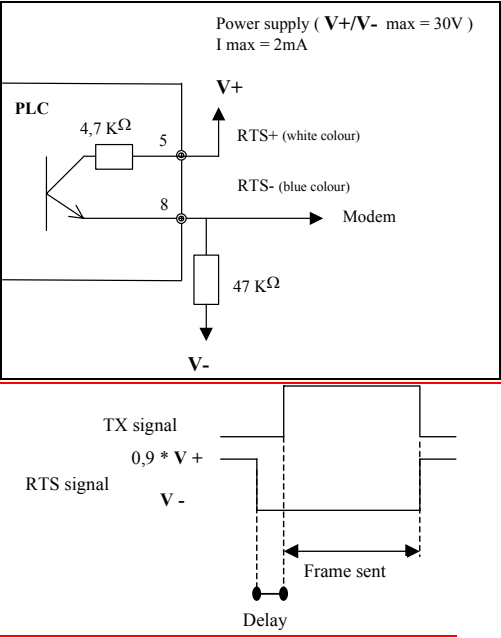 Power supply ( V+/V- max = 30V )
I max = 2mA
V+
PLC
4,7 KΩ
5
RTS+ (white colour)
RTS- (blue colour)
8
Modem
47 KΩ
V-
TX signal
0,9 * V +
RTS signal
V -
Frame sent
Delay